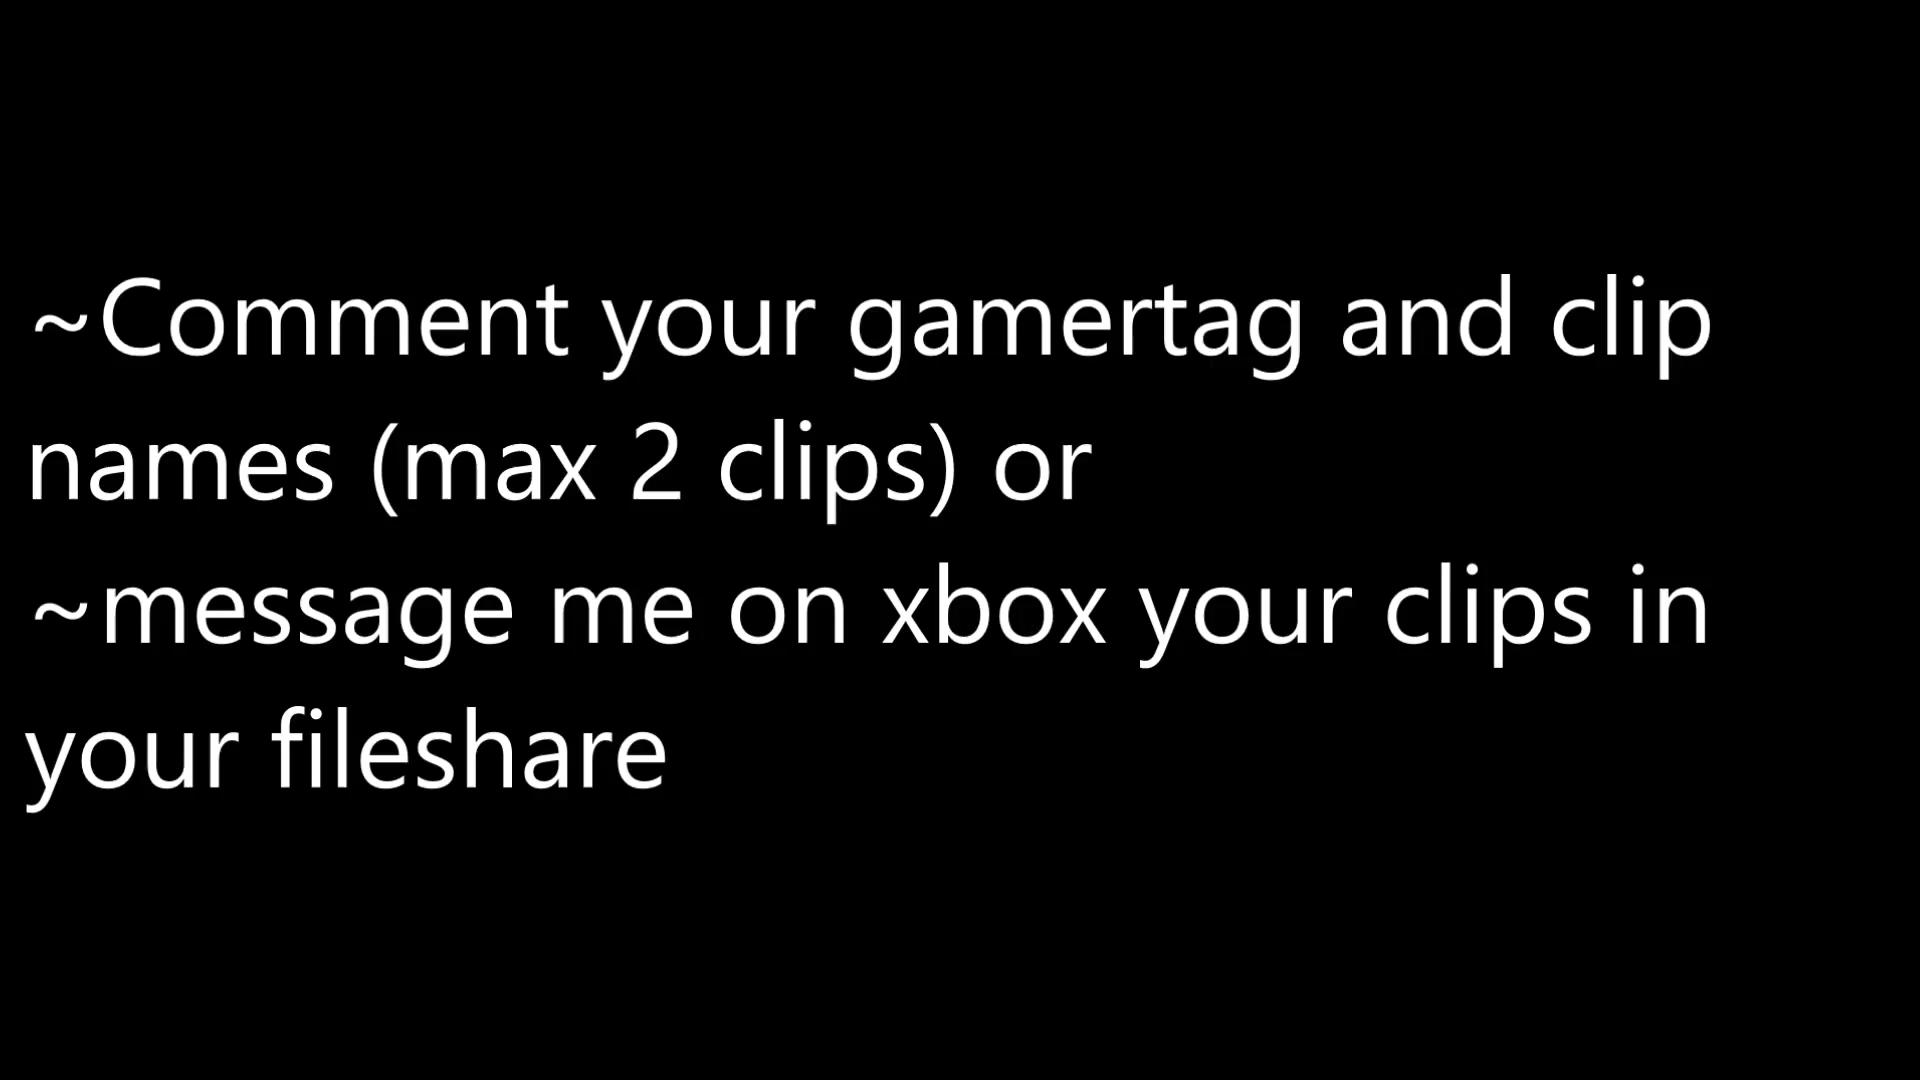 ~Comment your gamertag and clip
names (max 2 clips) or
~message me on xbox your clips in
your fileshare